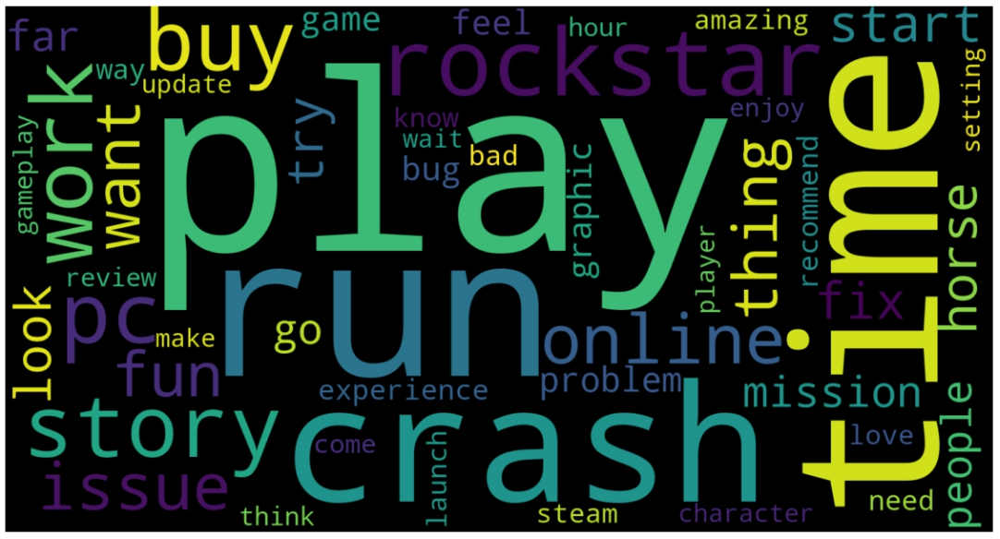 far
buy
game
feel
hour
amazing
start
way
update
rockstar
work
want
play
try
know
wait
bug
bad
graphic
enjoy
setting
time
gameplay
thing
recommend
horse
player
review
run
pc
look
make
go
online
fix
fun
experience
problem
mission
story
crash
people
love
come
launch
issue
think
steam
character
need